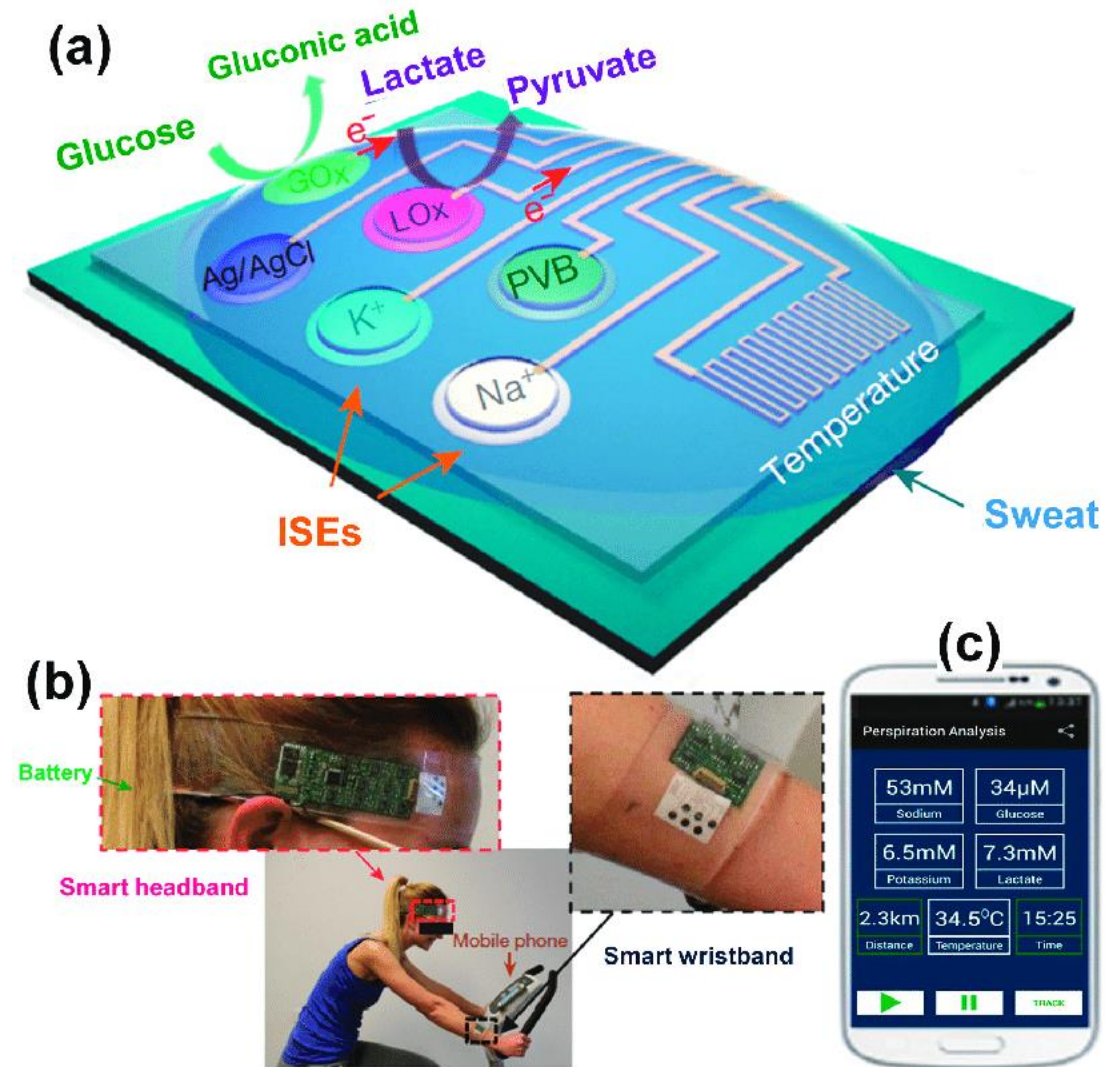 (a)
Gluconic acid
Lactate
Pyruvate
Glucose
e-
GOx
LOx
e-
Ag/AgCl
PVB
K+
Na+
Temperature
ISEs
Sweat
(b)
Battery
Smart headband
Mobile phone
Smart wristband
(c)
Perspiration Analysis
53mM
Sodium
34µM
Glucose
6.5mM
Potassium
7.3mM
Lactate
2.3km
Distance
34.5⁰C
Temperature
15:25
Time
TRACK